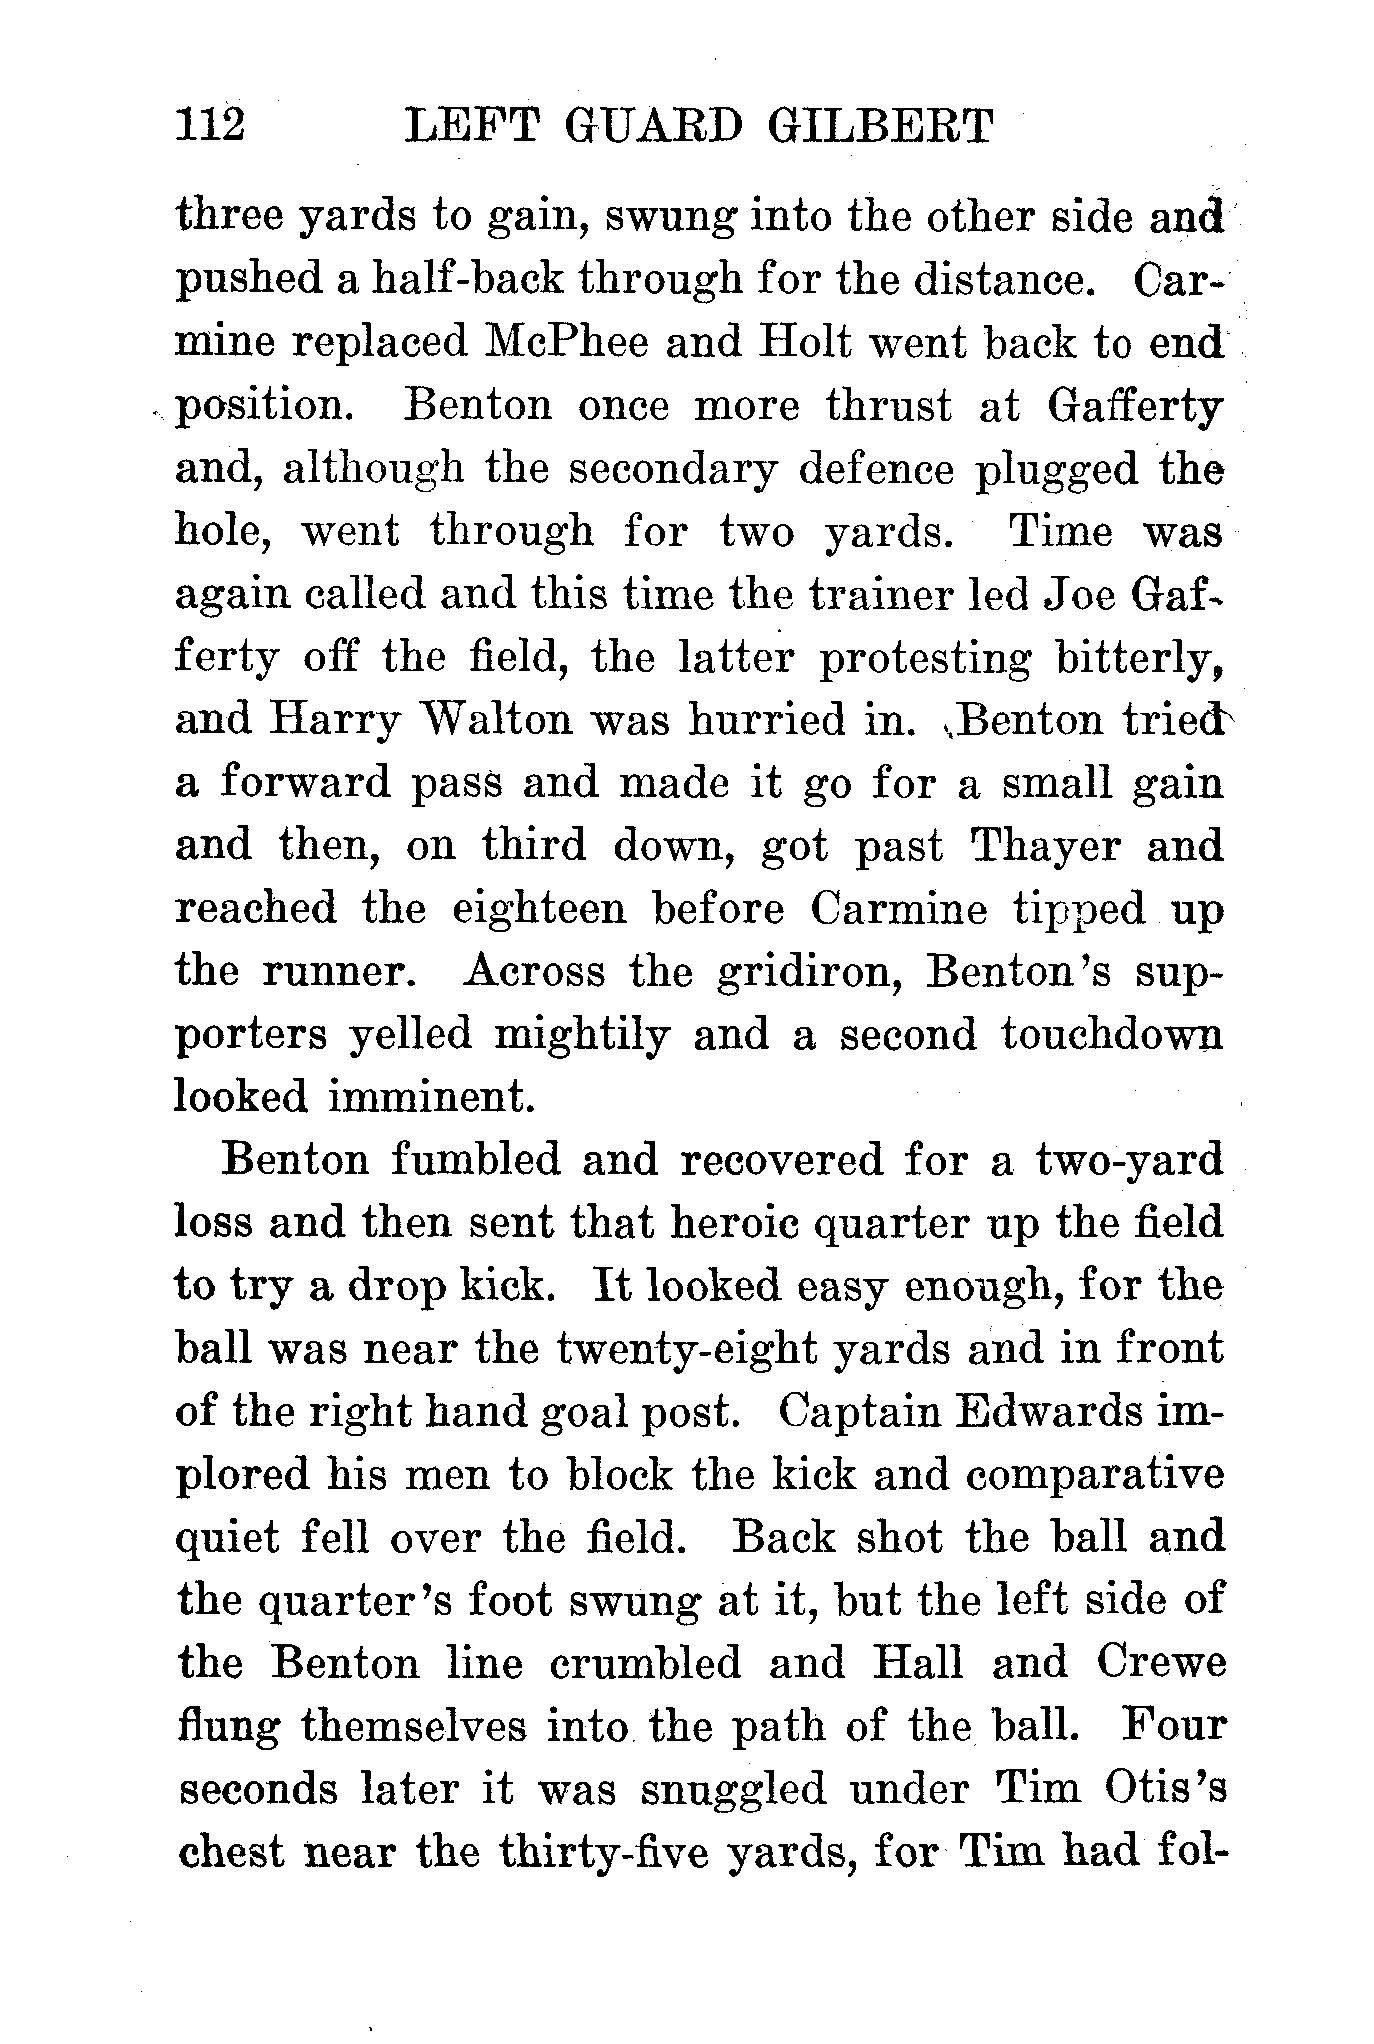 112 LEFT GUARD GILBERT
three yards to gain, swung into the other side and
pushed a half-back through for the distance. Car-
mine replaced McPhee and Holt went back to end
position. Benton once more thrust at Gafferty
and, although the secondary defence plugged the
hole, went through for two yards. Time was
again called and this time the trainer led Joe Gaf-
ferty off the field, the latter protesting bitterly,
and Harry Walton was hurried in. Benton tried
a forward pass and made it go for a small gain
and then, on third down, got past Thayer and
reached the eighteen before Carmine tipped up
the runner. Across the gridiron, Benton's sup-
porters yelled mightily and a second touchdown
looked imminent.
Benton fumbled and recovered for a two-yard
loss and then sent that heroic quarter up the field
to try a drop kick. It looked easy enough, for the
ball was near the twenty-eight yards and in front
of the right hand goal post. Captain Edwards im-
plored his men to block the kick and comparative
quiet fell over the field. Back shot the ball and
the quarter's foot swung at it, but the left side of
the Benton line crumbled and Hall and Crewe
flung themselves into the path of the ball. Four
seconds later it was snuggled under Tim Otis's
chest near the thirty-five yards, for Tim had fol-